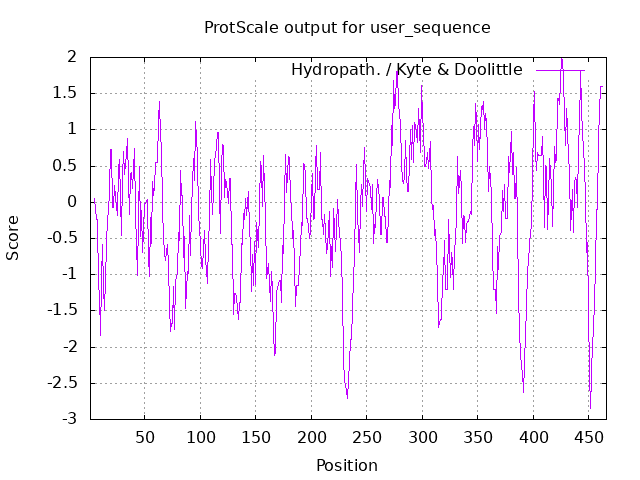 ProtScale output for user_sequence
Hydropath. / Kyte & Doolittle
2
1.5
1
0.5
0
-0.5
-1
-1.5
-2
-2.5
-3
Score
50 100 150 200 250 300 350 400 450
Position